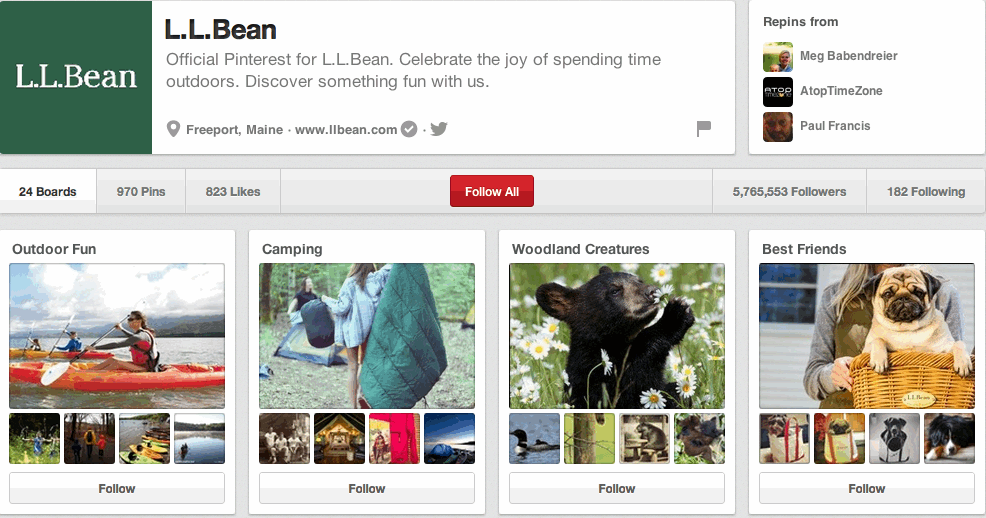 L.L.Bean
L.L.Bean
Official Pinterest for L.L.Bean. Celebrate the joy of spending time
outdoors. Discover something fun with us.
Freeport, Maine · www.llbean.com ·
Repins from
Meg Babendreier
ATOP
TIMEZONE
AtopTimeZone
Paul Francis
24 Boards
970 Pins
823 Likes
Follow All
5,765,553 Followers
182 Following
Outdoor Fun
Camping
Woodland Creatures
Best Friends
L.L.Bean
Follow
Follow
Follow
Follow